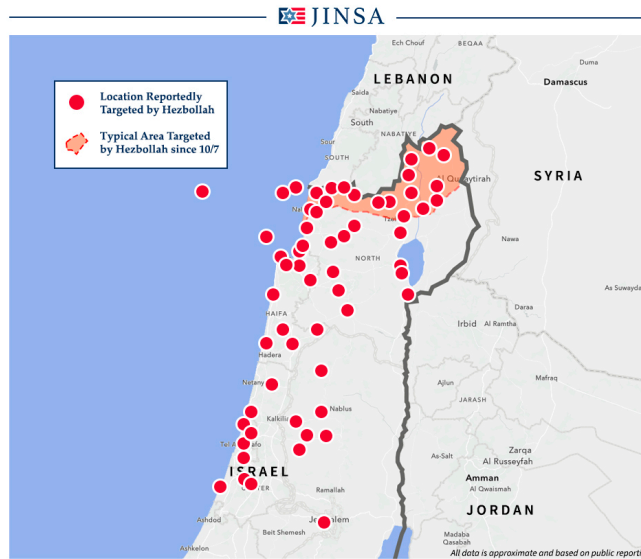 JINSA
Ech Chouf
BEQAA
LEBANON
Duma
Damascus
Location Reportedly
Targeted by Hezbollah
Typical Area Targeted
by Hezbollah since 10/7
Saida
Nabatiye
South
NABATIYE
Sour
SOUTH
SYRIA
Nawa
NORTH
As Suwayda
Daraa
HAIFA
Irbid
Al Ramtha
Hadera
Ajlun
Mafraq
JARASH
Nablus
ISRAEL
As-Salt
Zarqa
Al Russeyfah
Ramallah
Amman
Al Qwaismah
Ashdod
JORDAN
Beit Shemesh
Madaba
Qasabah
Ashkelon
All data is approximate and based on public report